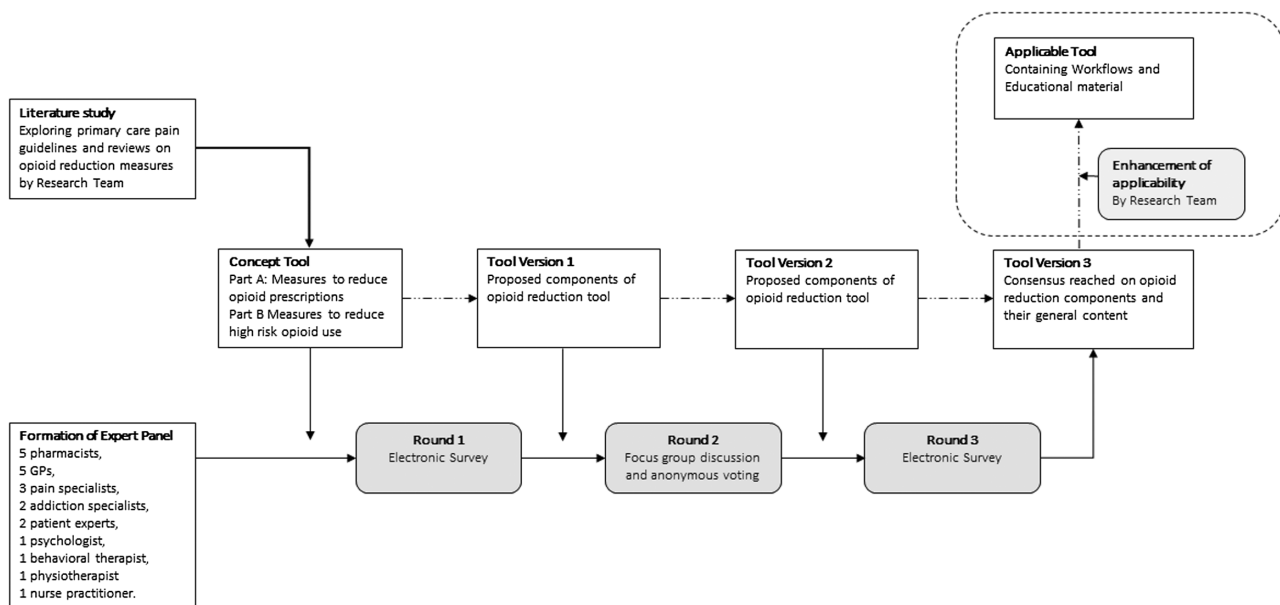 Applicable Tool
Containing Workflows and
Educational material
Literature study
Exploring primary care pain
guidelines and reviews on
opioid reduction measures
by Research Team
Enhancement of
applicability
By Research Team
Concept Tool
Part A: Measures to reduce
opioid prescriptions
Part B Measures to reduce
high risk opioid use
Tool Version 1
Proposed components of
opioid reduction tool
Tool Version 2
Proposed components of
opioid reduction tool
Tool Version 3
Consensus reached on opioid
reduction components and
their general content
Formation of Expert Panel
5 pharmacists,
5 GPs,
3 pain specialists,
2 addiction specialists,
2 patient experts,
1 psychologist,
1 behavioral therapist,
1 physiotherapist
1 nurse practitioner.
Round 1
Electronic Survey
Round 2
Focus group discussion
and anonymous voting
Round 3
Electronic Survey